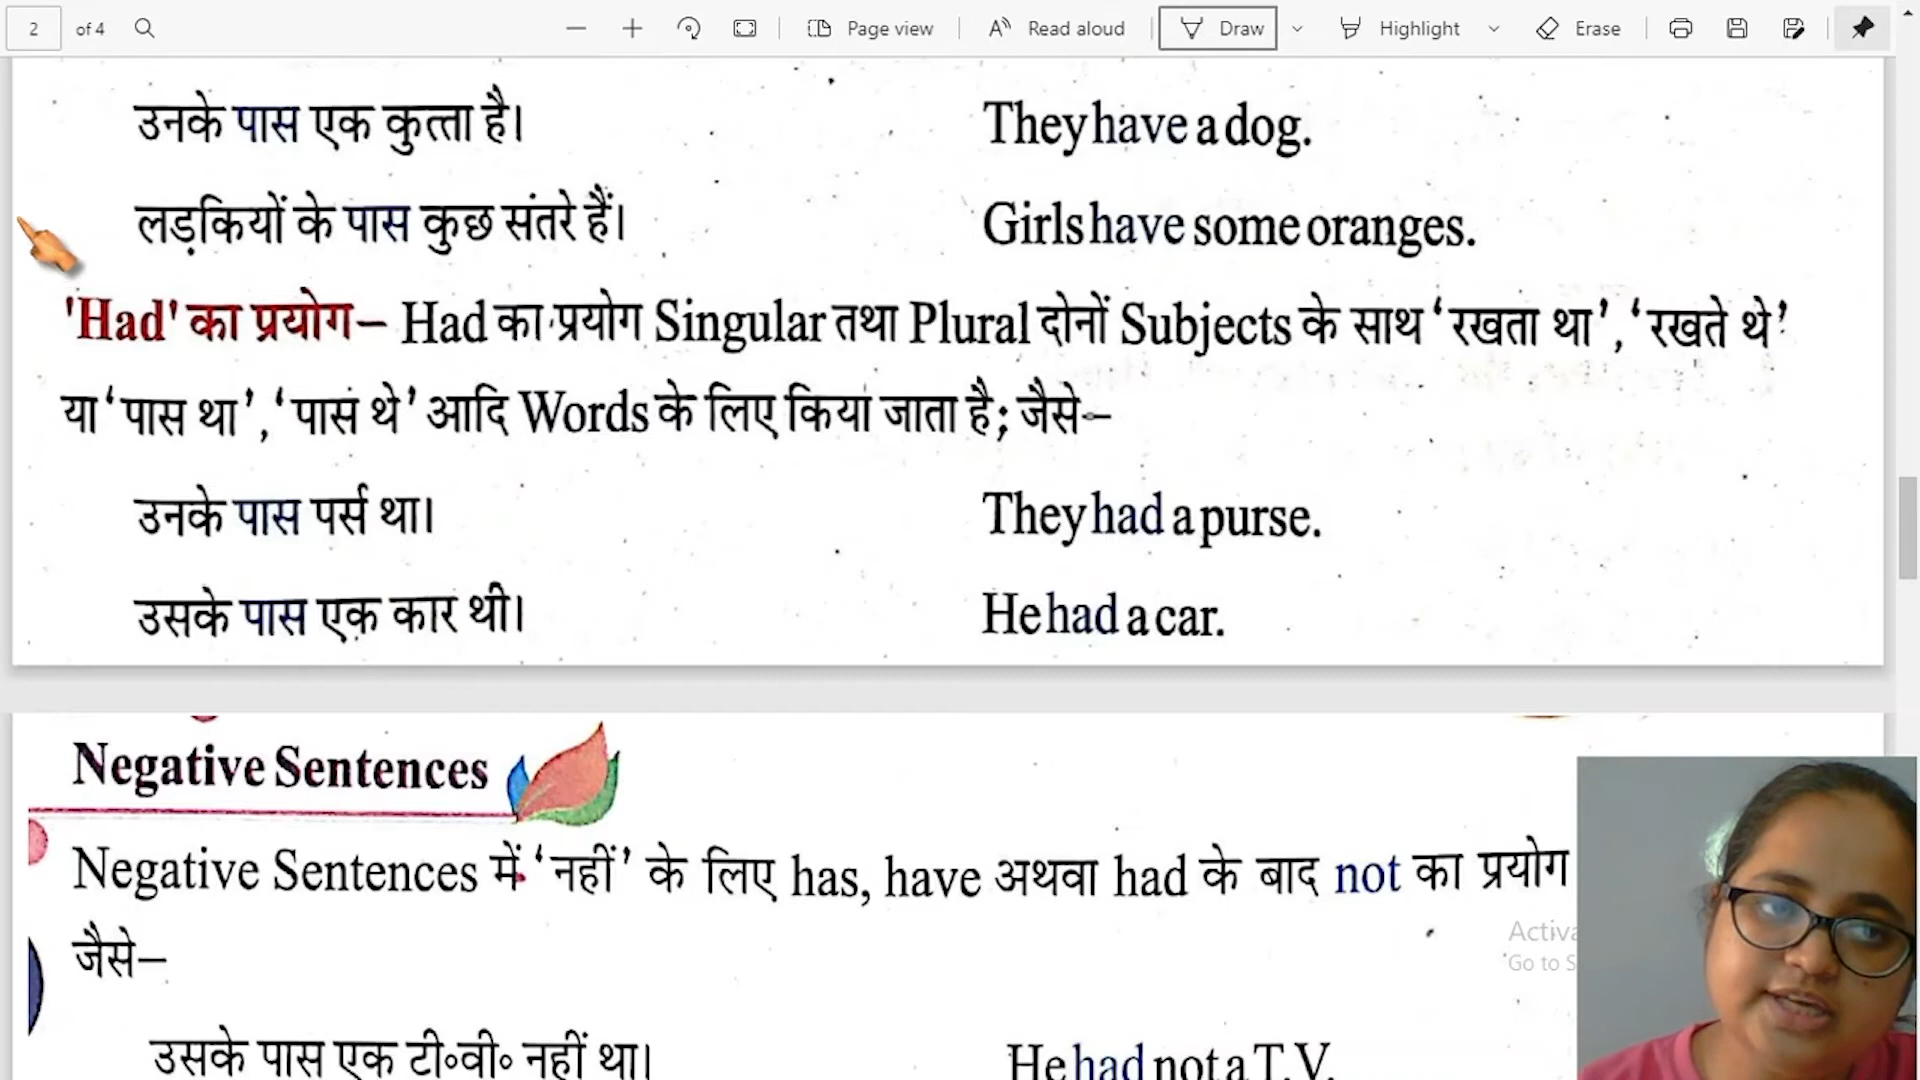 2 of 4 Page view Read aloud Draw Highlight Erase
उनके पास एक कुत्ता है। They have a dog.
लड़कियों के पास कुछ संतरे हैं। Girls have some oranges.
'Had' का प्रयोग– Had का प्रयोग Singular तथा Plural दोनों Subjects के साथ ‘रखता था’, ‘रखते थे’
या ‘पास था’, ‘पास थे’ आदि Words के लिए किया जाता है; जैसे–
उनके पास पर्स था। They had a purse.
उसके पास एक कार थी। He had a car.
Negative Sentences
Negative Sentences में ‘नहीं’ के लिए has, have अथवा had के बाद not का प्रयोग
जैसे–
Go to
उसके पास एक टी॰वी॰ नहीं था। He had not a T.V.